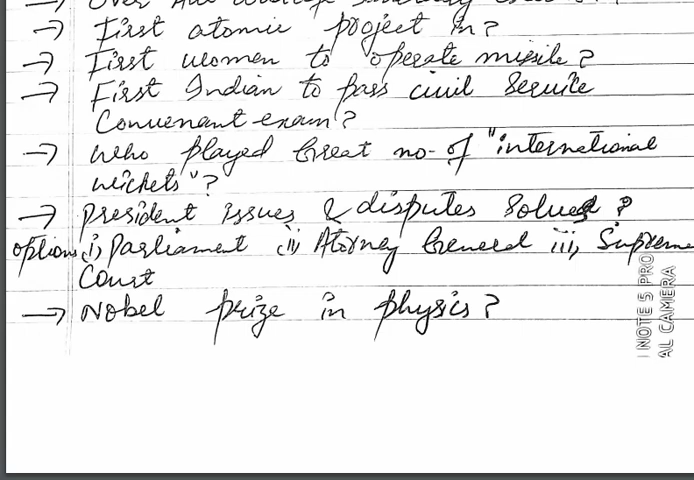 → First atomic project in?
→ First women to operate missile?
→ First Indian to pass civil Service
Convenant exam?
→ who played Great no- of "international
wickets"?
→ president issues & disputes solved?
options i, Parliament ii, Atorney General iii, Supreme
Court
→ Nobel prize in physics?
NOTE 5 PRO
AL CAMERA